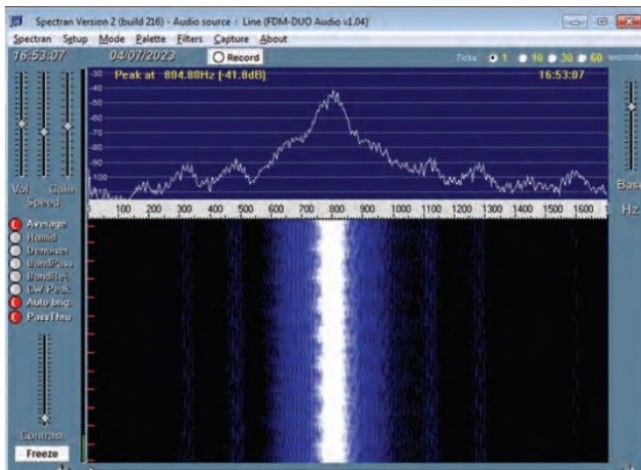 Spectran Version 2 (build 216) - Audio source : Line (FDM-DUO Audio v1.04)
Spectran Setup Mode Palette Filters Capture About
16:53:07 04/07/2023 Record Ticks 1 10 30 60 seconds
Peak at 804.80Hz [-41.8dB] 16:53:07
-30
-40
-50
-60
-70
-80
-90
-100
Vol Gain
Speed
Base
100 200 300 400 500 600 700 800 900 1000 1100 1200 1300 1400 1500 1600 Hz
Average
Humid
Denoiser
BandPass
BandRej.
CW Peak
Auto brig.
PassThru
Contrast
Freeze